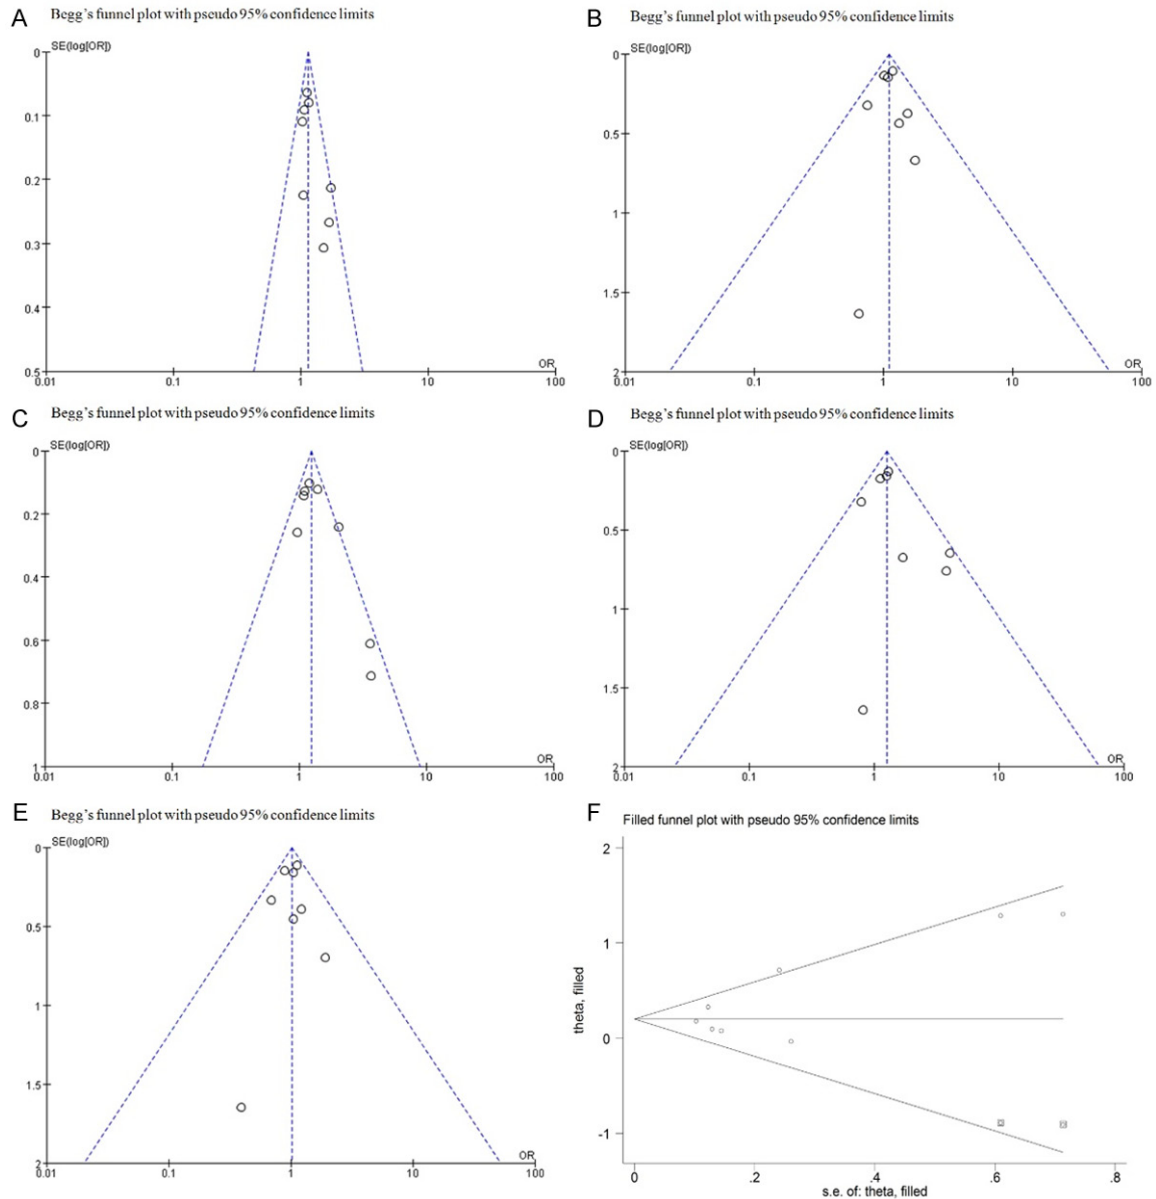 A Begg's funnel plot with pseudo 95% confidence limits
SE(log[OR])
0
0.1
0.2
0.3
0.4
0.5
0.01 0.1 1 10 100
OR
B Begg's funnel plot with pseudo 95% confidence limits
SE(log[OR])
0
0.5
1
1.5
2
0.01 0.1 1 10 100
OR
C Begg's funnel plot with pseudo 95% confidence limits
SE(log[OR])
0
0.2
0.4
0.6
0.8
1
0.01 0.1 1 10 100
OR
D Begg's funnel plot with pseudo 95% confidence limits
SE(log[OR])
0
0.5
1
1.5
2
0.01 0.1 1 10 100
OR
E Begg's funnel plot with pseudo 95% confidence limits
SE(log[OR])
0
0.5
1
1.5
2
0.01 0.1 1 10 100
OR
F Filled funnel plot with pseudo 95% confidence limits
theta, filled
2
1
0
-1
0 .2 .4 .6 .8
s.e. of: theta, filled